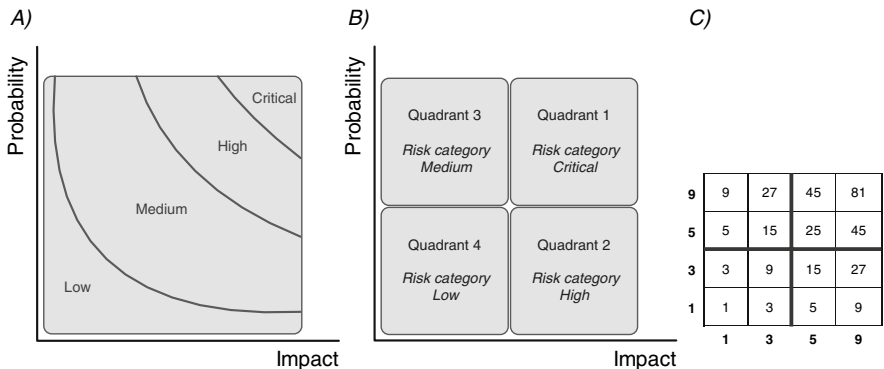 A)
Probability
Critical
High
Medium
Low
Impact
B)
Probability
Quadrant 3
Risk category
Medium
Quadrant 1
Risk category
Critical
Quadrant 4
Risk category
Low
Quadrant 2
Risk category
High
Impact
C)
9 9 27 45 81
5 5 15 25 45
3 3 9 15 27
1 1 3 5 9
1 3 5 9